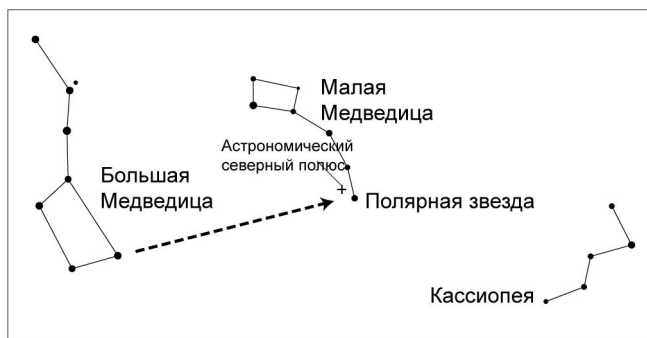 Малая
Медведица
Астрономический
северный полюс
Большая
Медведица
Полярная звезда
Кассиопея